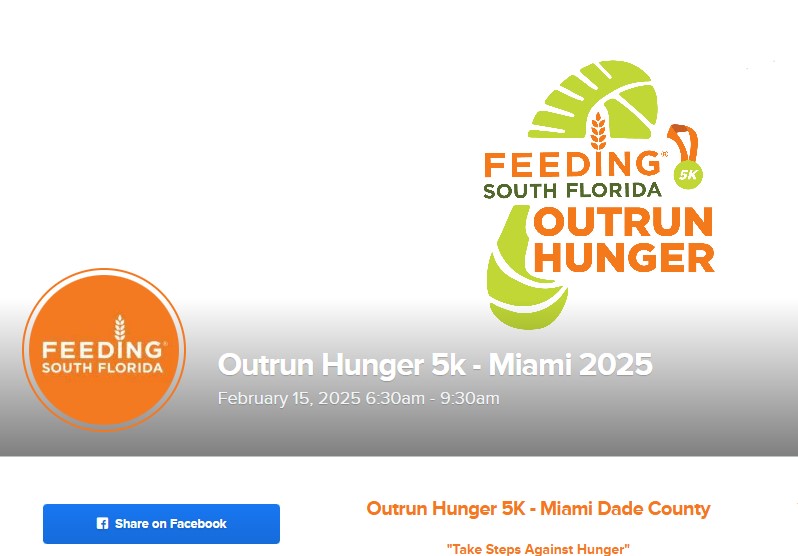 FEEDING®
SOUTH FLORIDA
5K
OUTRUN
HUNGER
FEEDING®
SOUTH FLORIDA
Outrun Hunger 5k - Miami 2025
February 15, 2025 6:30am - 9:30am
Share on Facebook
Outrun Hunger 5K - Miami Dade County
"Take Steps Against Hunger"